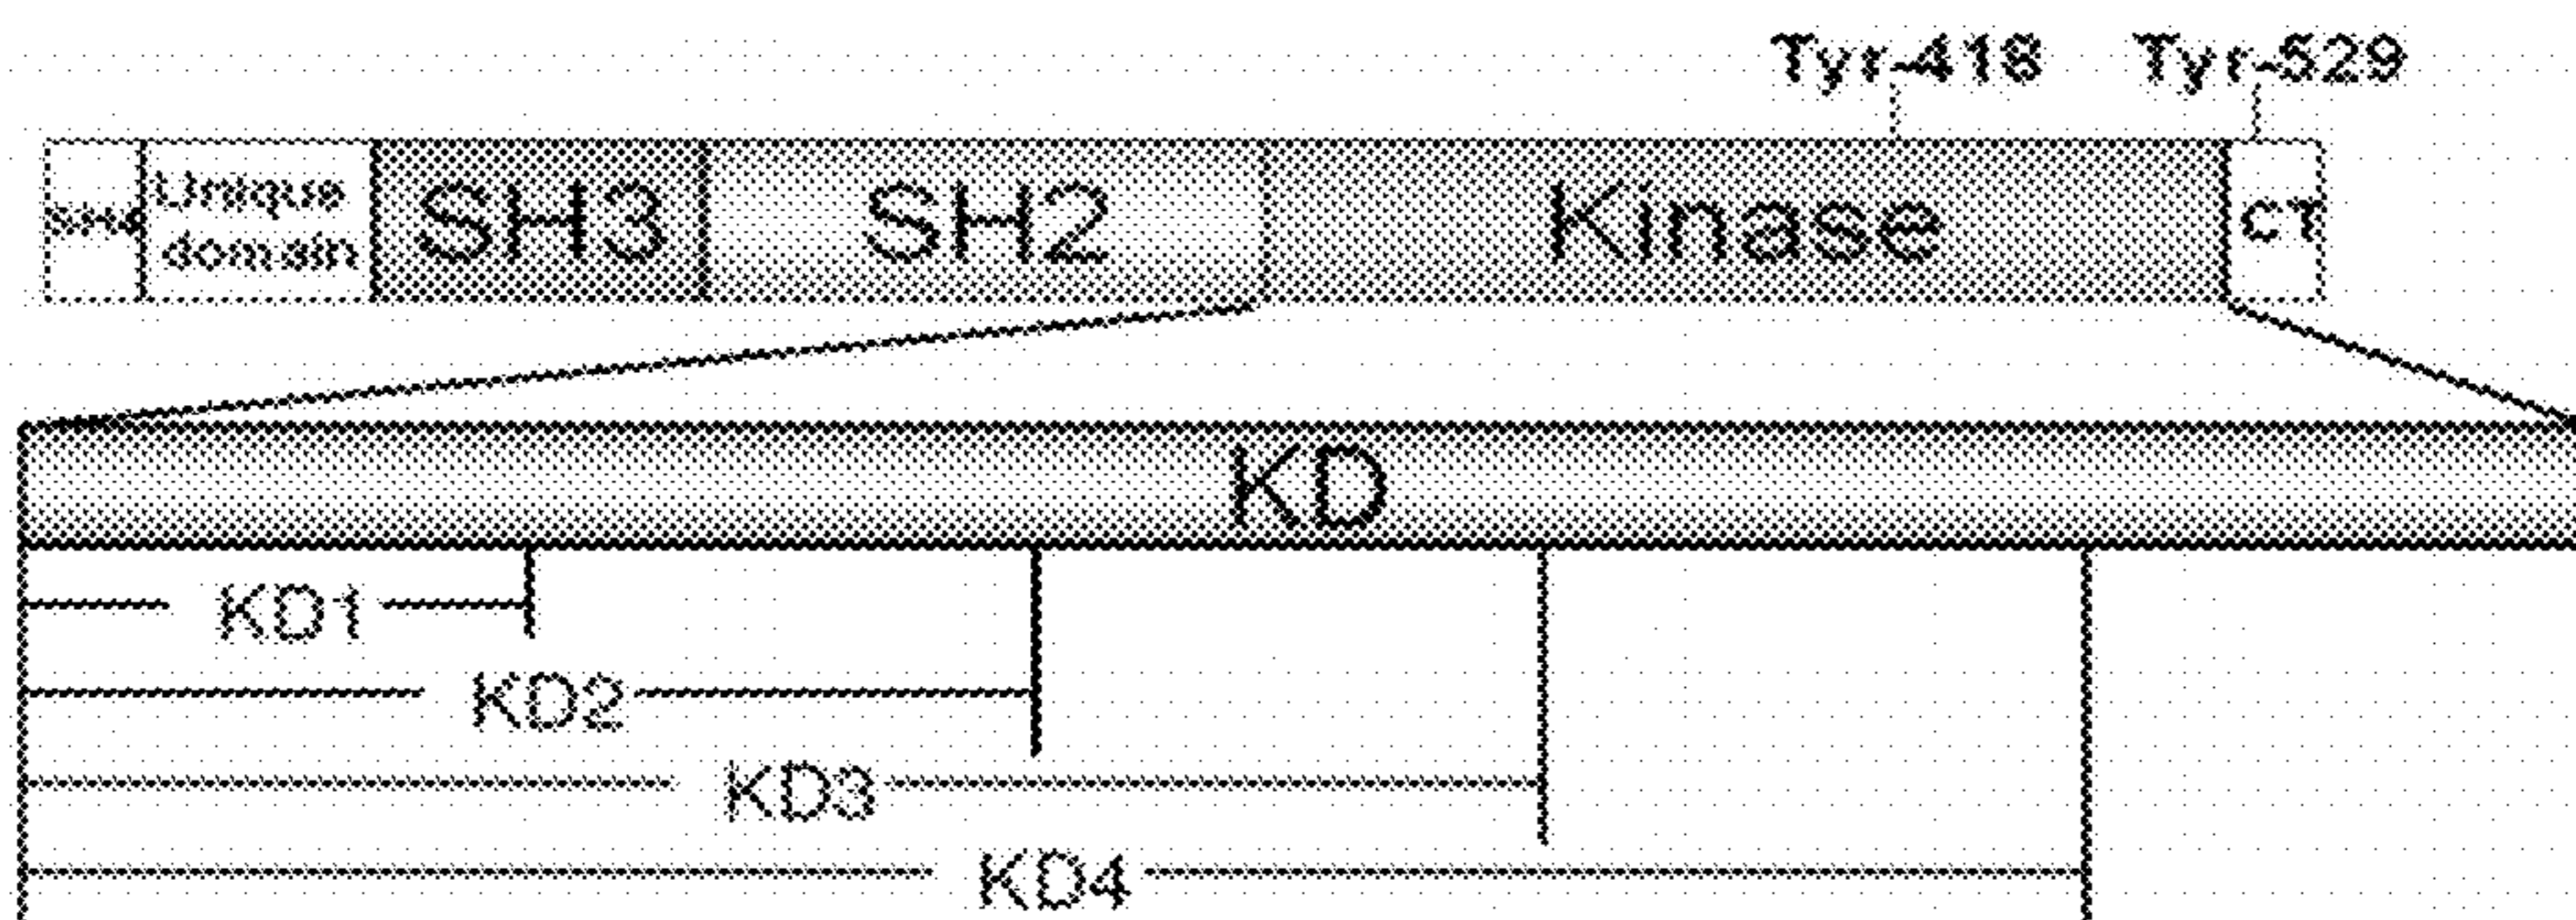 Tyr-418 Tyr-529
SH4 Unique domain SH3 SH2 Kinase CT
KD
KD1
KD2
KD3
KD4